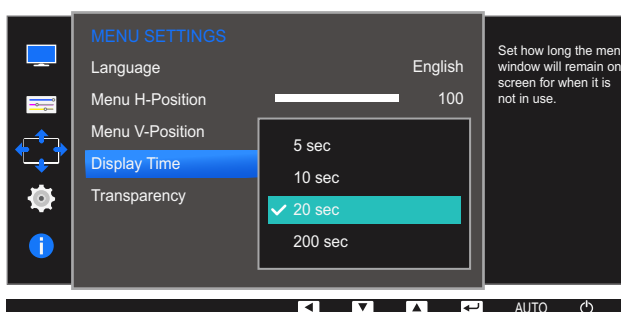 MENU SETTINGS
Language English
Menu H-Position 100
Menu V-Position
Display Time
Transparency
5 sec
10 sec
20 sec
200 sec
Set how long the men
window will remain on
screen for when it is
not in use.
AUTO